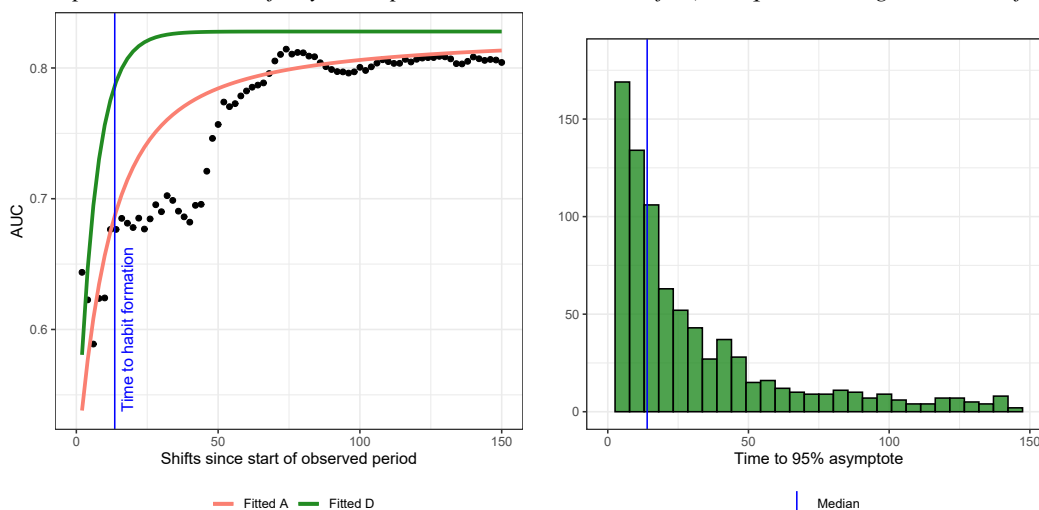 0.8
0.7
0.6
AUC
Time to habit formation
0
50
100
150
Shifts since start of observed period
Fitted A
Fitted D
150
100
50
0
0
50
100
150
Time to 95% asymptote
Median